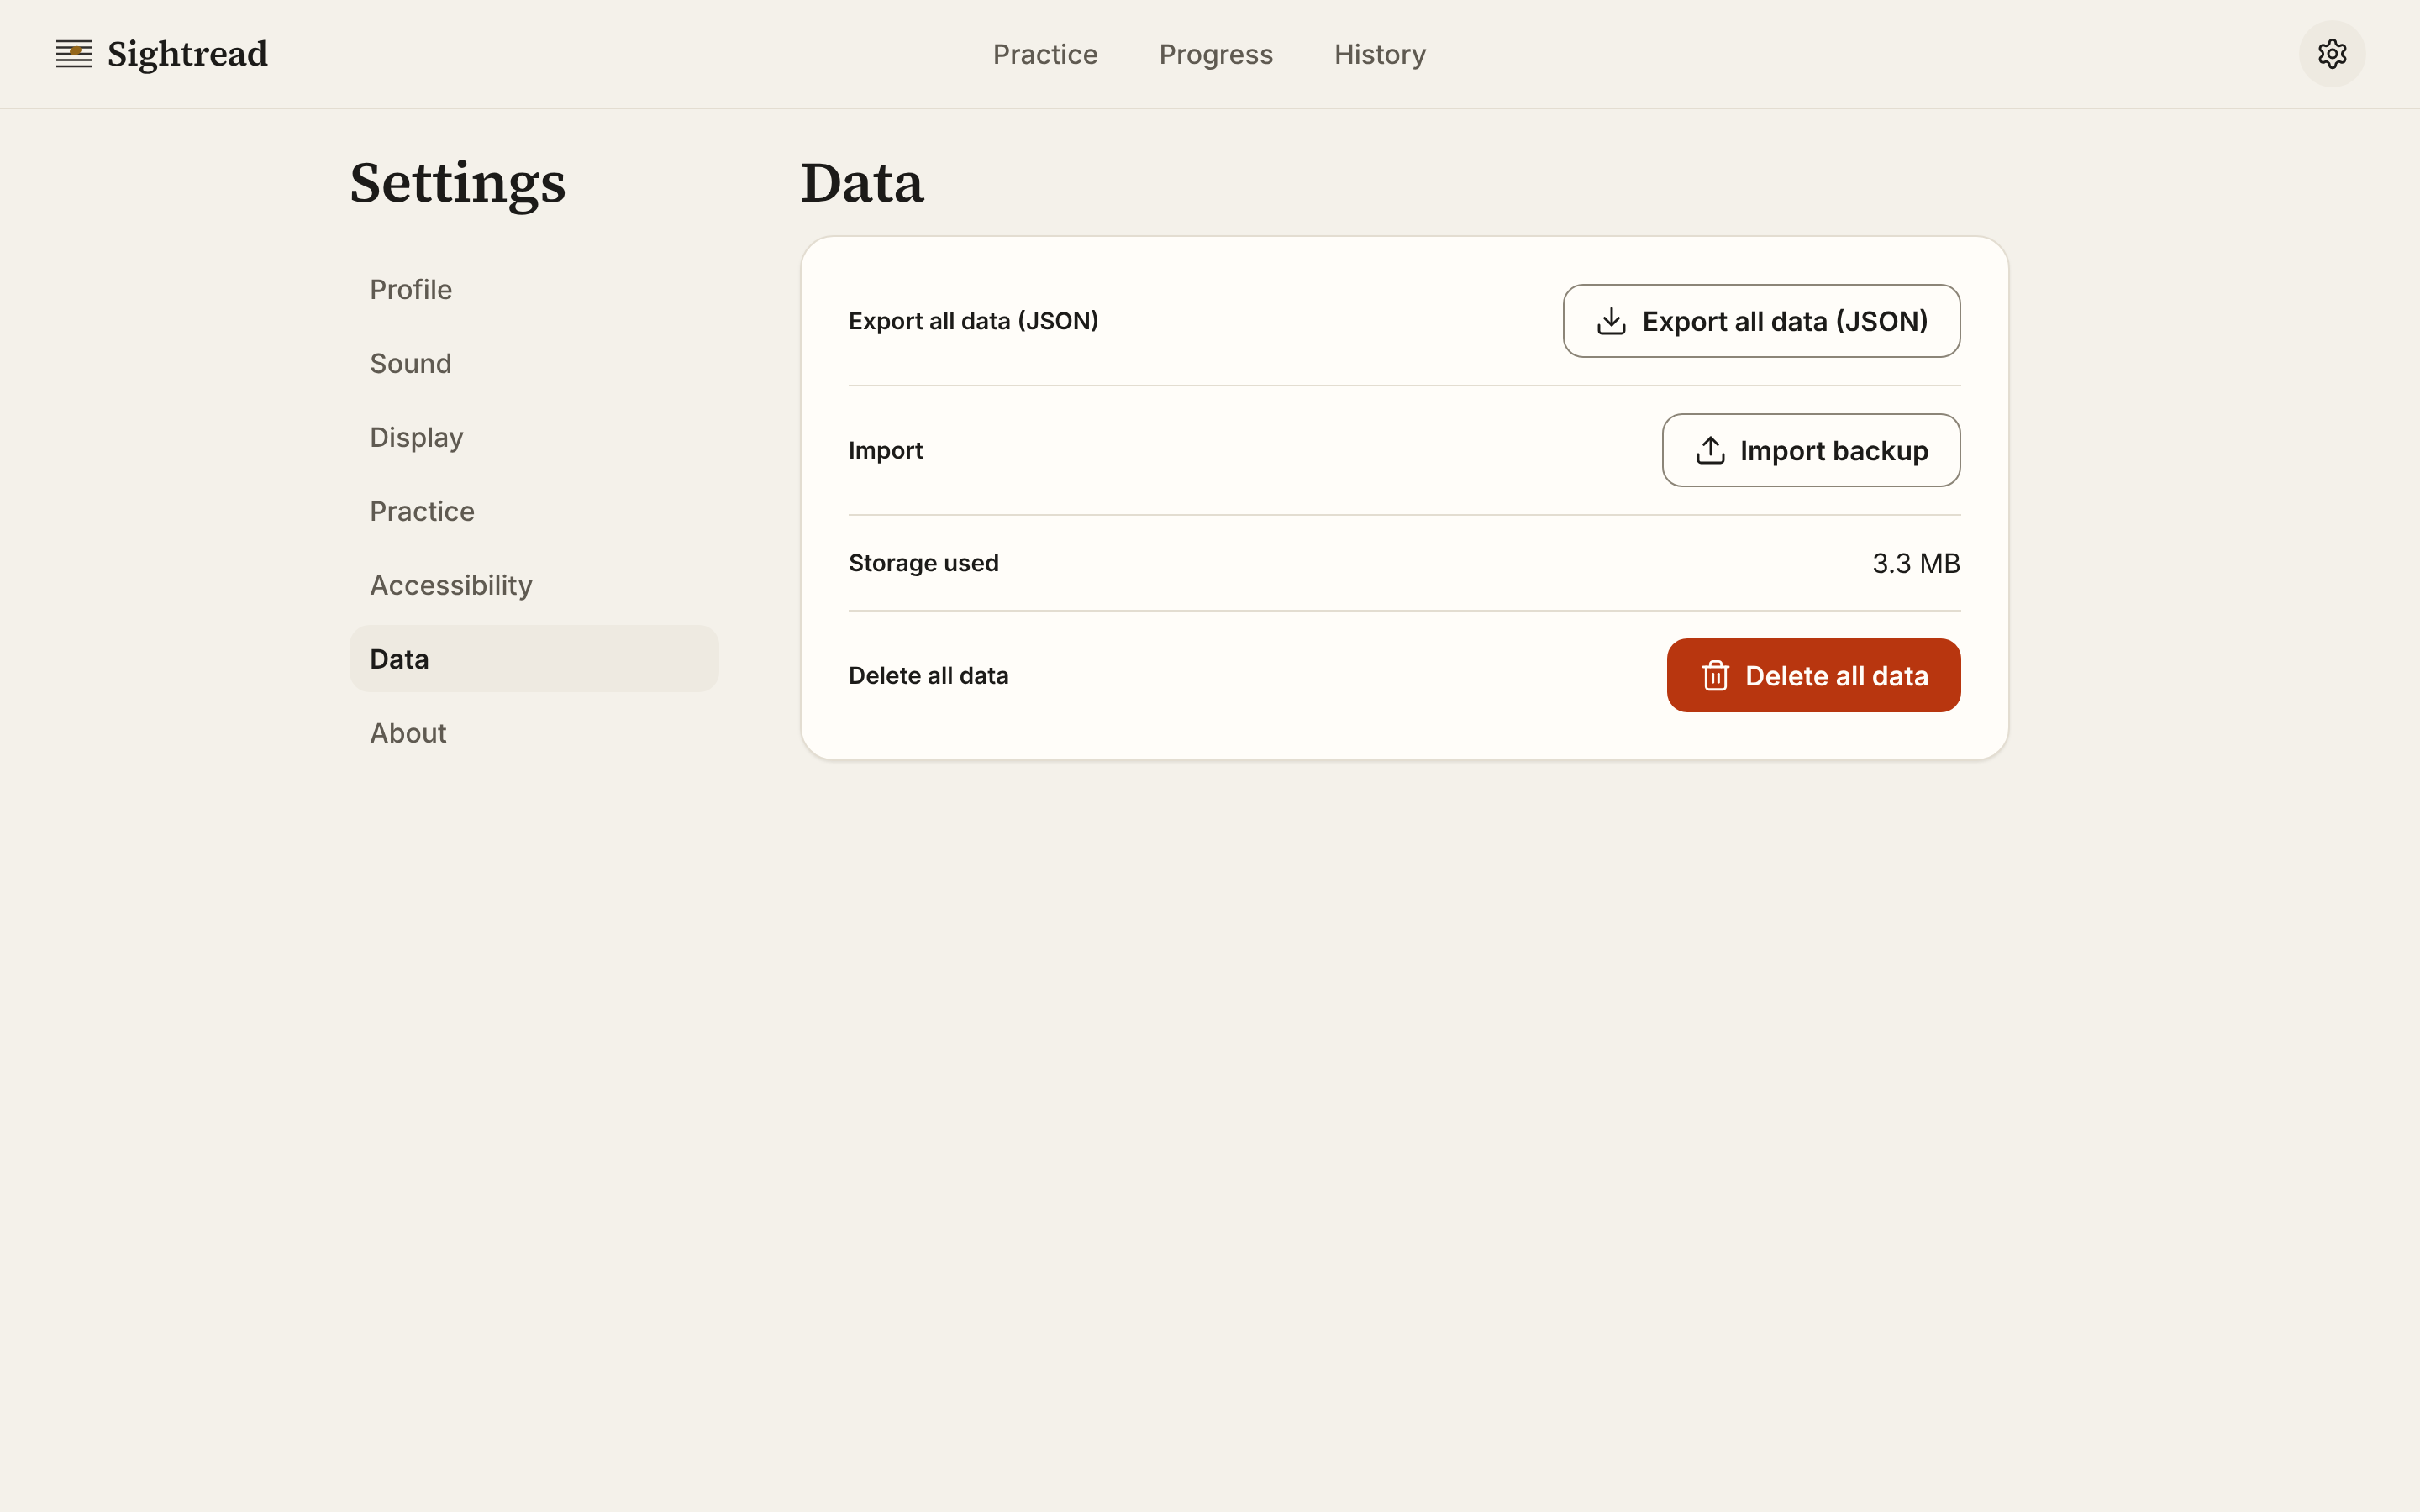 Sightread
Practice
Progress
History
Settings
Profile
Sound
Display
Practice
Accessibility
Data
About
Data
Export all data (JSON)
Export all data (JSON)
Import
Import backup
Storage used
3.3 MB
Delete all data
Delete all data